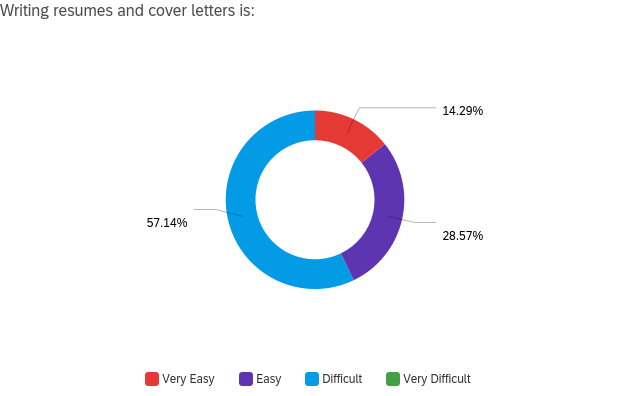 Writing resumes and cover letters is:
14.29%
57.14%
28.57%
Very Easy Easy Difficult Very Difficult